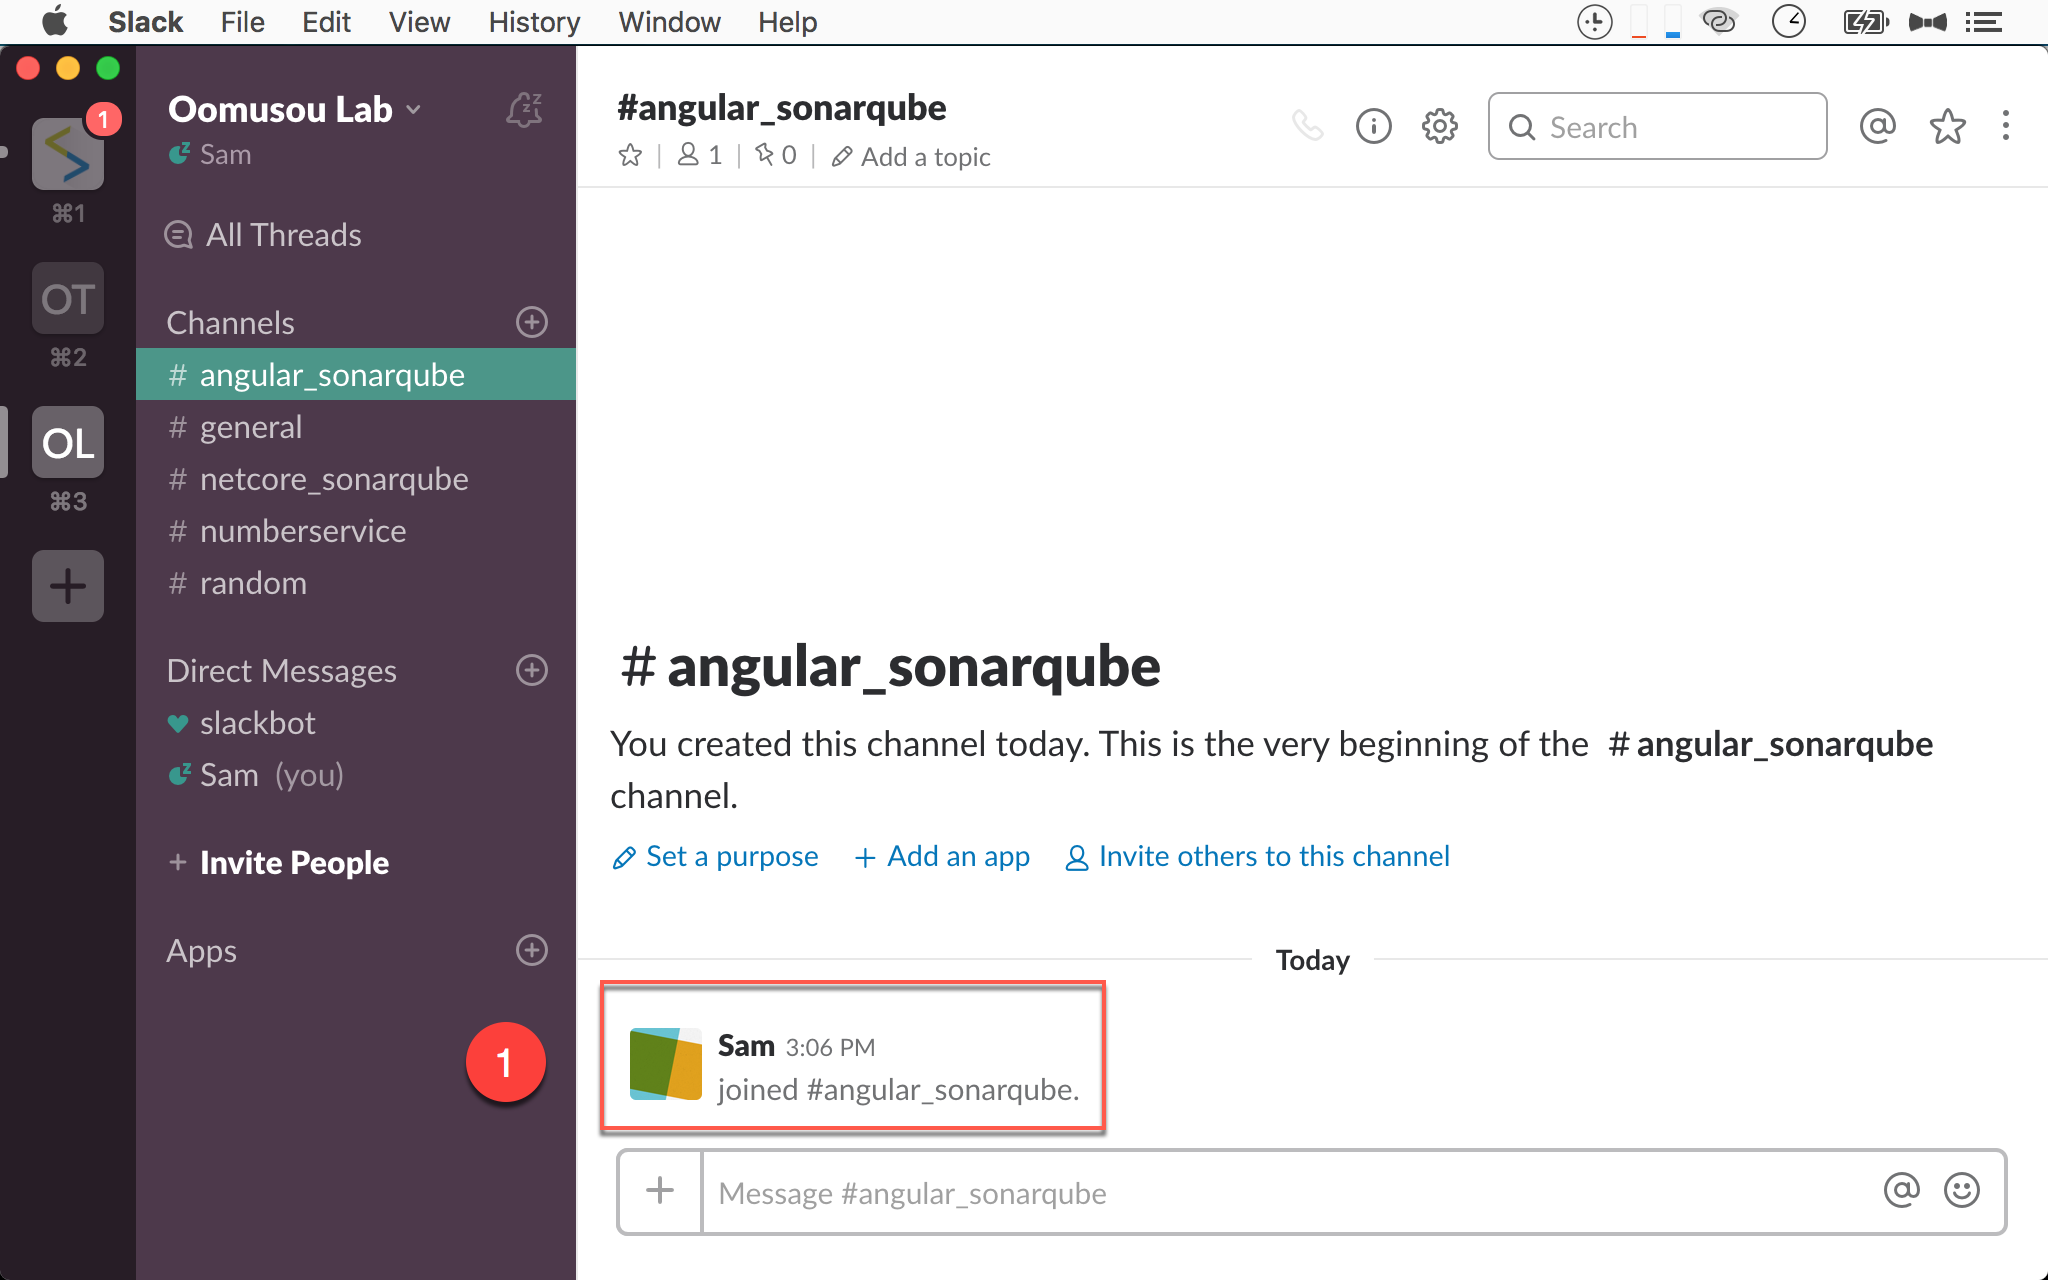 Slack File Edit View History Window Help
1
⌘1
OT
⌘2
OL
⌘3
Oomusou Lab
Sam
All Threads
Channels
# angular_sonarqube
# general
# netcore_sonarqube
# numberservice
# random
Direct Messages
slackbot
Sam (you)
+ Invite People
Apps
1
#angular_sonarqube
1 | 0 | Add a topic
Search
# angular_sonarqube
You created this channel today. This is the very beginning of the # angular_sonarqube
channel.
Set a purpose + Add an app Invite others to this channel
Today
Sam 3:06 PM
joined #angular_sonarqube.
Message #angular_sonarqube